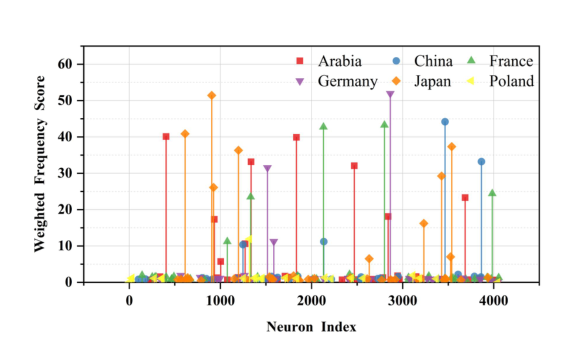 Arabia China France
Germany Japan Poland
Weighted Frequency Score
60
50
40
30
20
10
0
0 1000 2000 3000 4000
Neuron Index